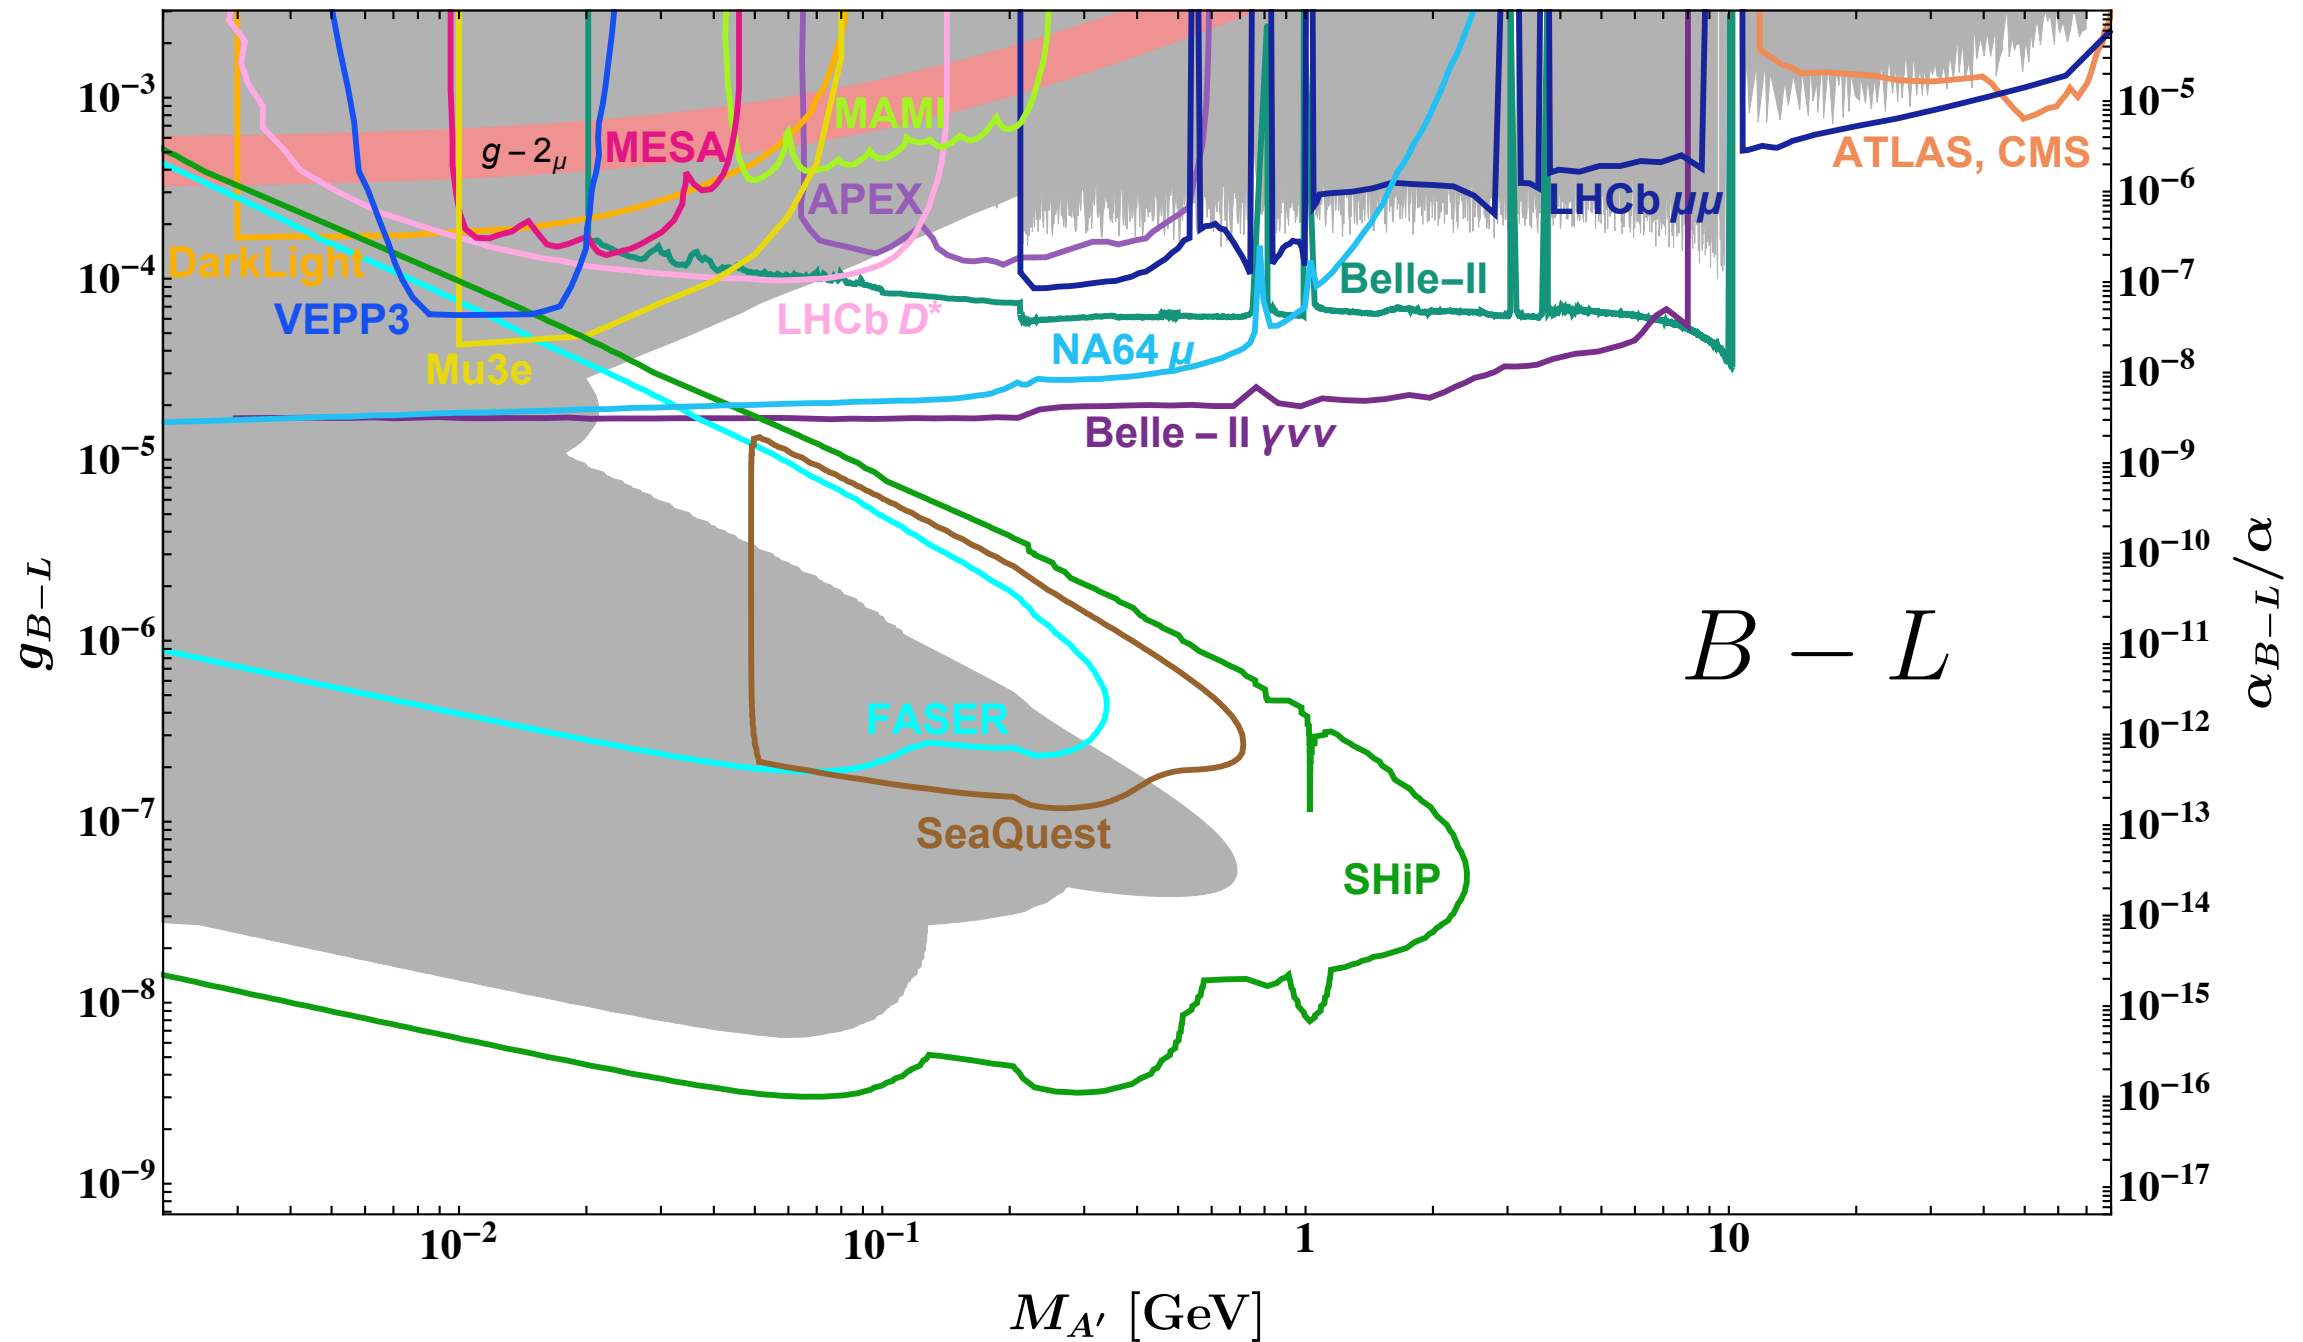 10⁻³
10⁻⁴
10⁻⁵
10⁻⁶
10⁻⁷
10⁻⁸
10⁻⁹
g_{B−L}
g − 2_μ
MESA
MAMI
APEX
DarkLight
VEPP3
Mu3e
LHCb D*
NA64 μ
Belle−II
Belle − II γνν
LHCb μμ
ATLAS, CMS
B − L
FASER
SeaQuest
SHiP
10⁻⁵
10⁻⁶
10⁻⁷
10⁻⁸
10⁻⁹
10⁻¹⁰
10⁻¹¹
10⁻¹²
10⁻¹³
10⁻¹⁴
10⁻¹⁵
10⁻¹⁶
10⁻¹⁷
α_{B−L}/α
10⁻² 10⁻¹ 1 10
M_{A′} [GeV]